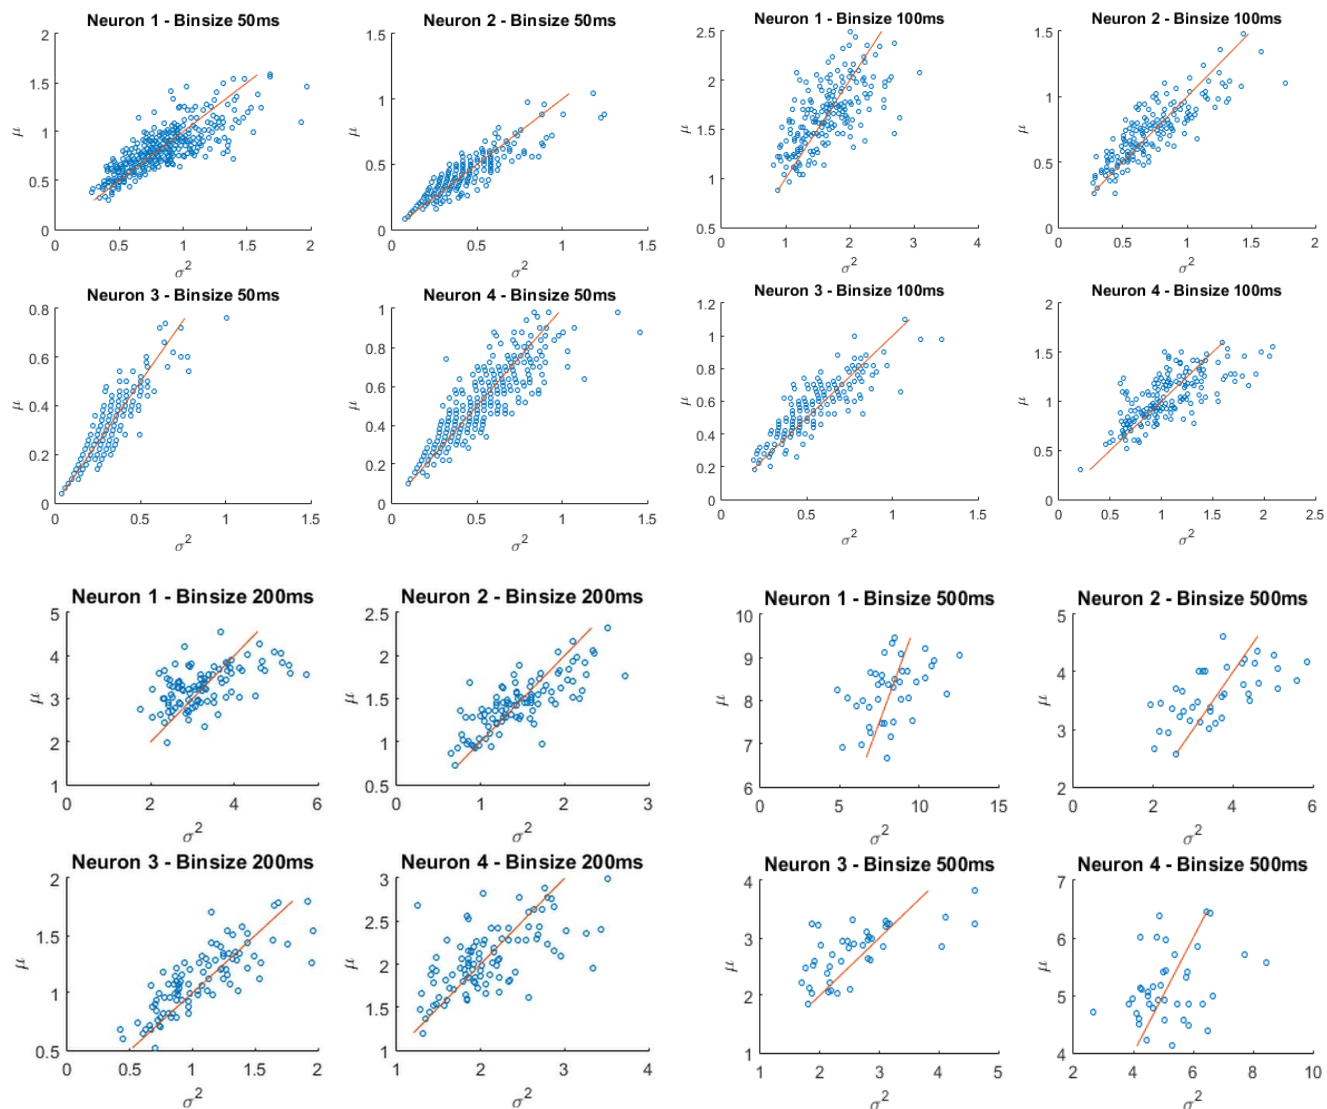 Neuron 1 - Binsize 50ms
2
1.5
1
0.5
0
μ
0 0.5 1 1.5 2
σ²
Neuron 2 - Binsize 50ms
1.5
1
0.5
0
μ
0 0.5 1 1.5
σ²
Neuron 1 - Binsize 100ms
2.5
2
1.5
1
0.5
μ
0 1 2 3 4
σ²
Neuron 2 - Binsize 100ms
1.5
1
0.5
0
μ
0 0.5 1 1.5 2
σ²
Neuron 3 - Binsize 50ms
0.8
0.6
0.4
0.2
0
μ
0 0.5 1 1.5
σ²
Neuron 4 - Binsize 50ms
1
0.8
0.6
0.4
0.2
0
μ
0 0.5 1 1.5
σ²
Neuron 3 - Binsize 100ms
1.2
1
0.8
0.6
0.4
0.2
0
μ
0 0.5 1 1.5
σ²
Neuron 4 - Binsize 100ms
2
1.5
1
0.5
0
μ
0 0.5 1 1.5 2 2.5
σ²
Neuron 1 - Binsize 200ms
5
4
3
2
1
μ
0 2 4 6
σ²
Neuron 2 - Binsize 200ms
2.5
2
1.5
1
0.5
μ
0 1 2 3
σ²
Neuron 1 - Binsize 500ms
10
9
8
7
6
μ
0 5 10 15
σ²
Neuron 2 - Binsize 500ms
5
4
3
2
μ
0 2 4 6
σ²
Neuron 3 - Binsize 200ms
2
1.5
1
0.5
μ
0 0.5 1 1.5 2
σ²
Neuron 4 - Binsize 200ms
3
2.5
2
1.5
1
μ
1 2 3 4
σ²
Neuron 3 - Binsize 500ms
4
3
2
1
μ
1 2 3 4 5
σ²
Neuron 4 - Binsize 500ms
7
6
5
4
μ
2 4 6 8 10
σ²